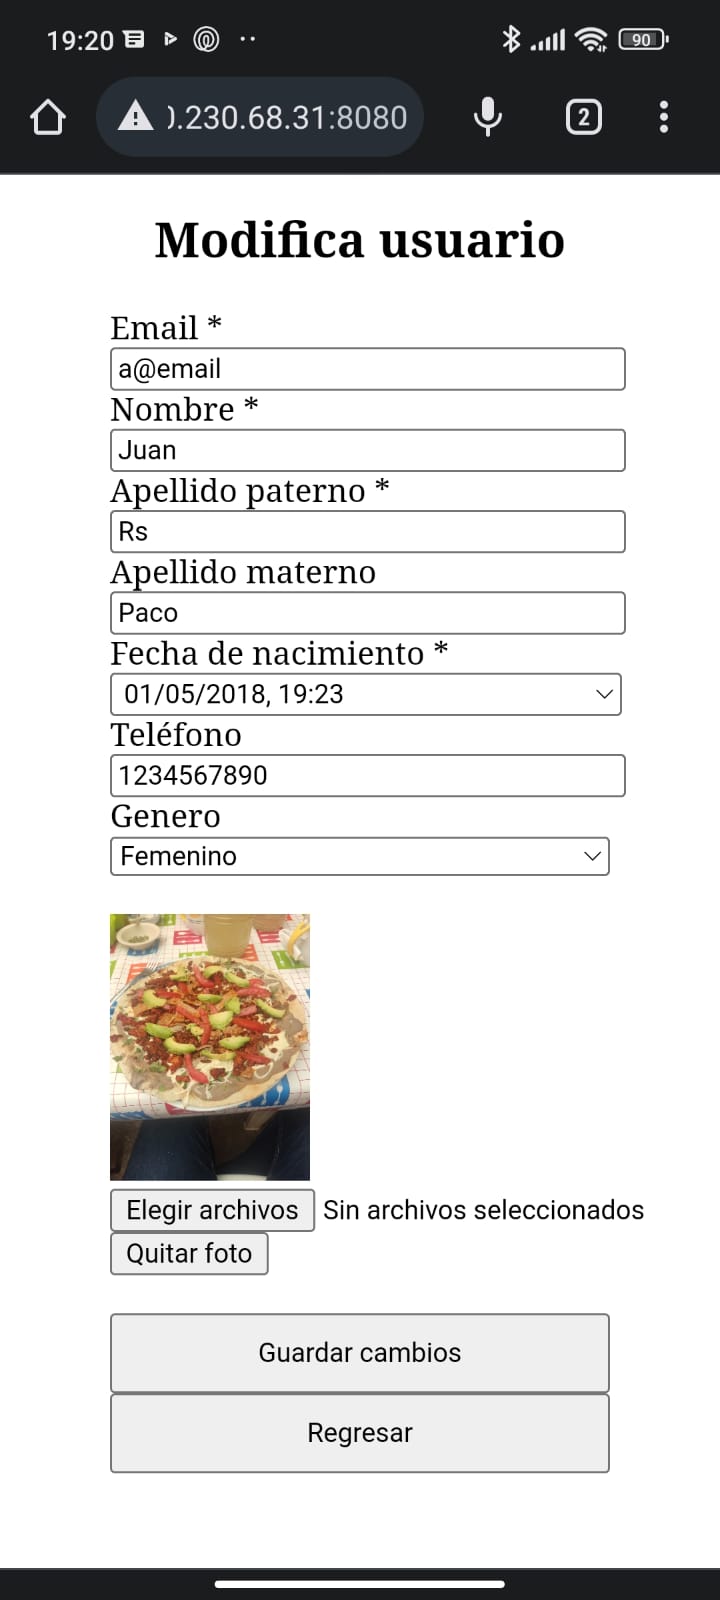 19:20
90
).230.68.31:8080
2
Modifica usuario
Email *
a@email
Nombre *
Juan
Apellido paterno *
Rs
Apellido materno
Paco
Fecha de nacimiento *
01/05/2018, 19:23
Teléfono
1234567890
Genero
Femenino
Elegir archivos Sin archivos seleccionados
Quitar foto
Guardar cambios
Regresar